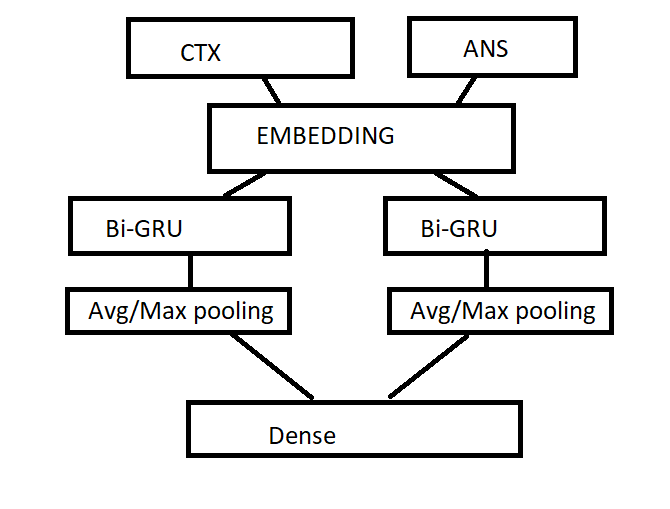 CTX
ANS
EMBEDDING
Bi-GRU
Bi-GRU
Avg/Max pooling
Avg/Max pooling
Dense